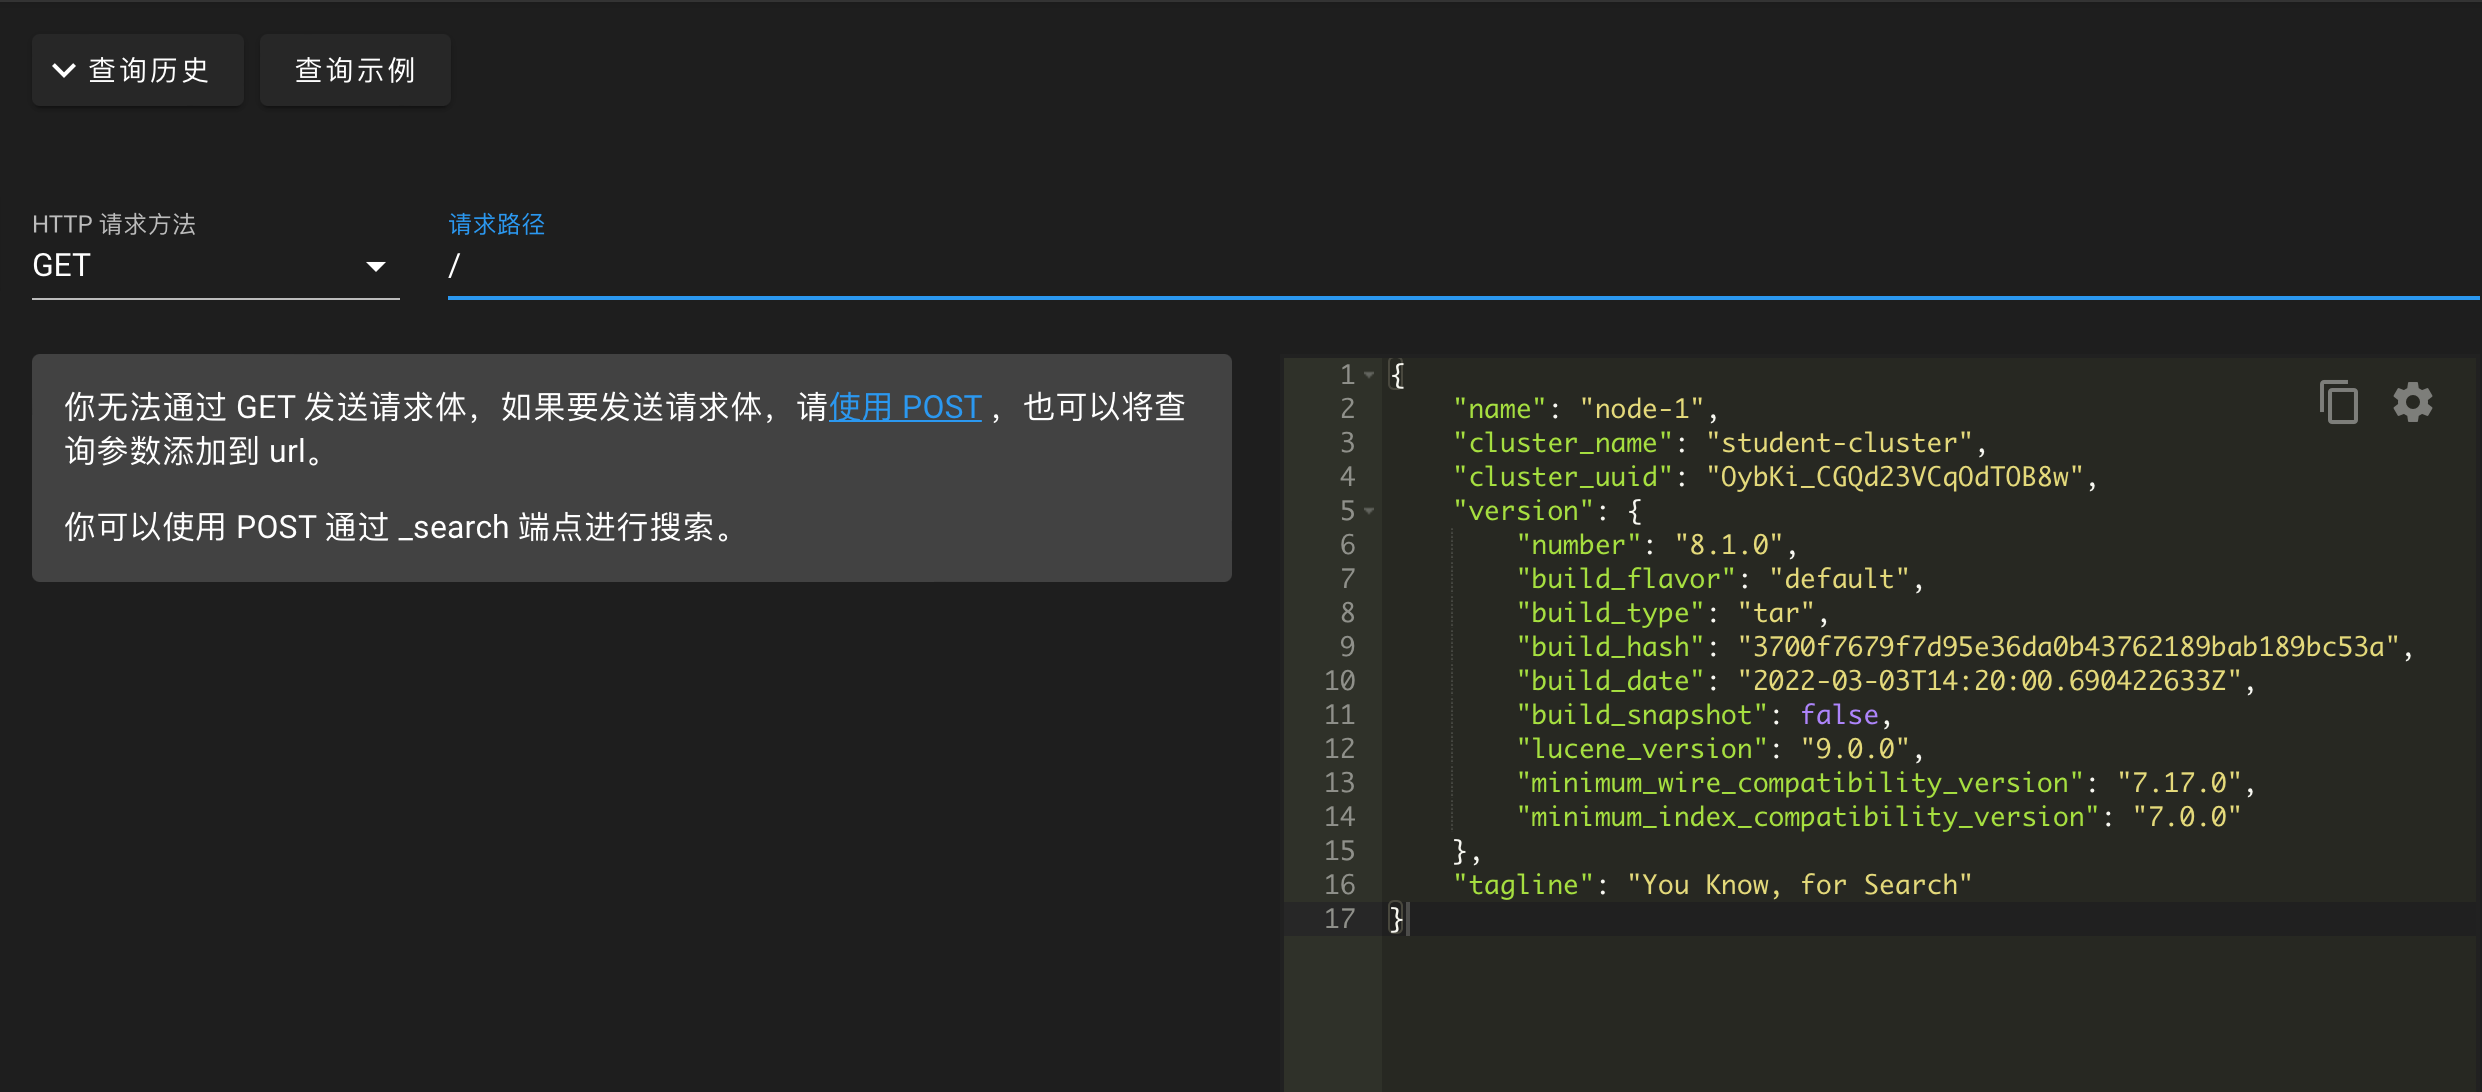 查询历史
查询示例
HTTP 请求方法
GET
请求路径
/
你无法通过 GET 发送请求体，如果要发送请求体，请使用 POST ，也可以将查
询参数添加到 url。
你可以使用 POST 通过 _search 端点进行搜索。
1 {
2 "name": "node-1",
3 "cluster_name": "student-cluster",
4 "cluster_uuid": "OybKi_CGQd23VCqOdTOB8w",
5 "version": {
6 "number": "8.1.0",
7 "build_flavor": "default",
8 "build_type": "tar",
9 "build_hash": "3700f7679f7d95e36da0b43762189bab189bc53a",
10 "build_date": "2022-03-03T14:20:00.690422633Z",
11 "build_snapshot": false,
12 "lucene_version": "9.0.0",
13 "minimum_wire_compatibility_version": "7.17.0",
14 "minimum_index_compatibility_version": "7.0.0"
15 },
16 "tagline": "You Know, for Search"
17 }